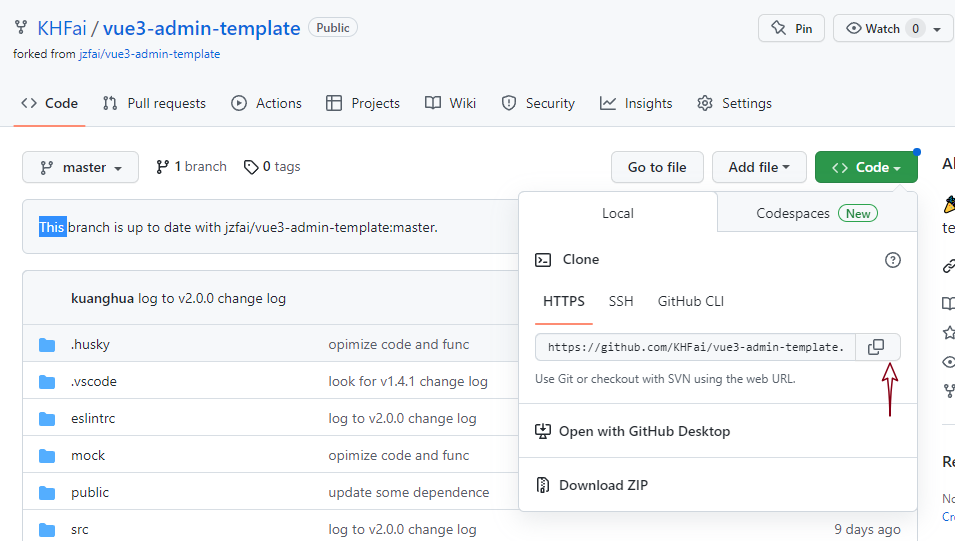 KHFai / vue3-admin-template Public Pin Watch 0
forked from jzfai/vue3-admin-template
<> Code Pull requests Actions Projects Wiki Security Insights Settings
master 1 branch 0 tags Go to file Add file <> Code
This branch is up to date with jzfai/vue3-admin-template:master.
Local Codespaces New
Clone
kuanghua log to v2.0.0 change log
HTTPS SSH GitHub CLI
.husky opimize code and func
https://github.com/KHFai/vue3-admin-template.
.vscode look for v1.4.1 change log
Use Git or checkout with SVN using the web URL.
eslintrc log to v2.0.0 change log
Open with GitHub Desktop
mock opimize code and func
public update some dependence
Download ZIP
src log to v2.0.0 change log 9 days ago
te
Re
No
Cre